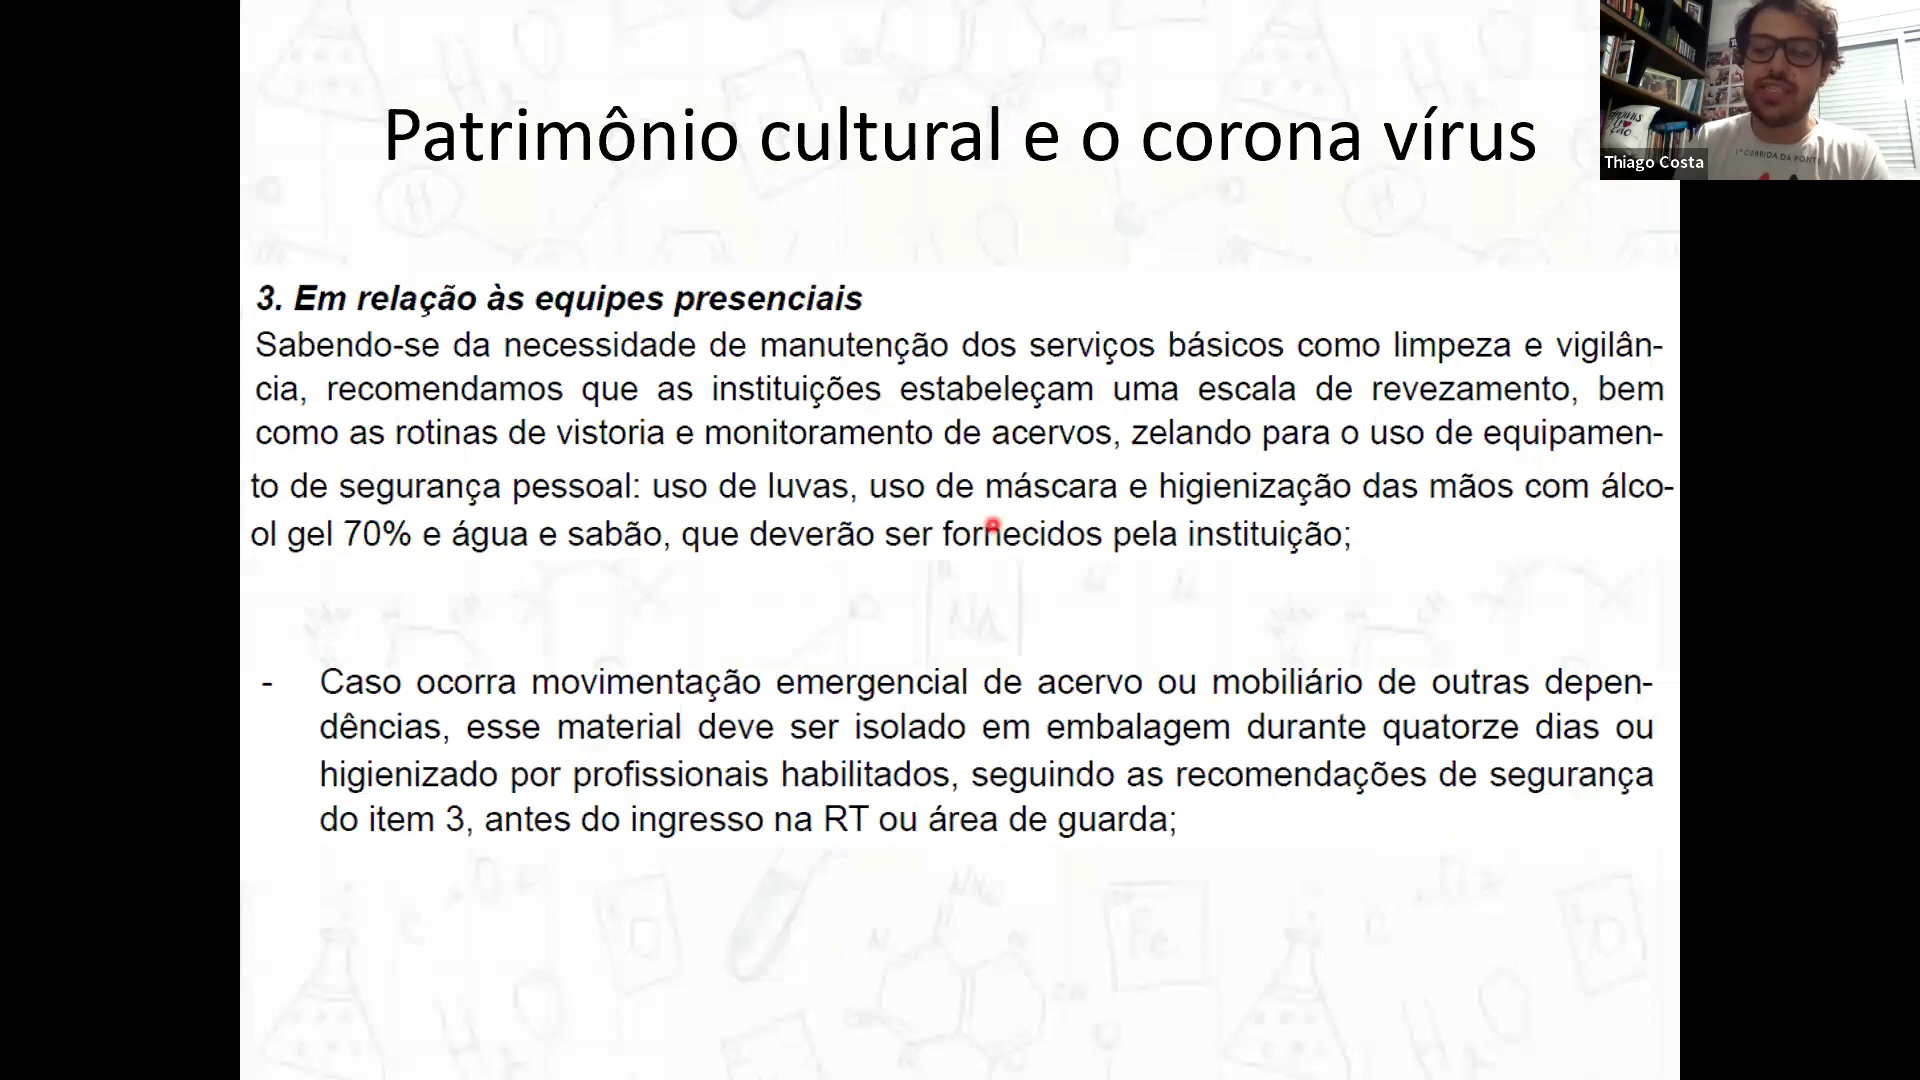 Patrimônio cultural e o corona vírus
Thiago Costa
1ª CORRIDA DA PONTE
3. Em relação às equipes presenciais
Sabendo-se da necessidade de manutenção dos serviços básicos como limpeza e vigilân-
cia, recomendamos que as instituições estabeleçam uma escala de revezamento, bem
como as rotinas de vistoria e monitoramento de acervos, zelando para o uso de equipamen-
to de segurança pessoal: uso de luvas, uso de máscara e higienização das mãos com álco-
ol gel 70% e água e sabão, que deverão ser fornecidos pela instituição;
- Caso ocorra movimentação emergencial de acervo ou mobiliário de outras depen-
dências, esse material deve ser isolado em embalagem durante quatorze dias ou
higienizado por profissionais habilitados, seguindo as recomendações de segurança
do item 3, antes do ingresso na RT ou área de guarda;
H
Fe